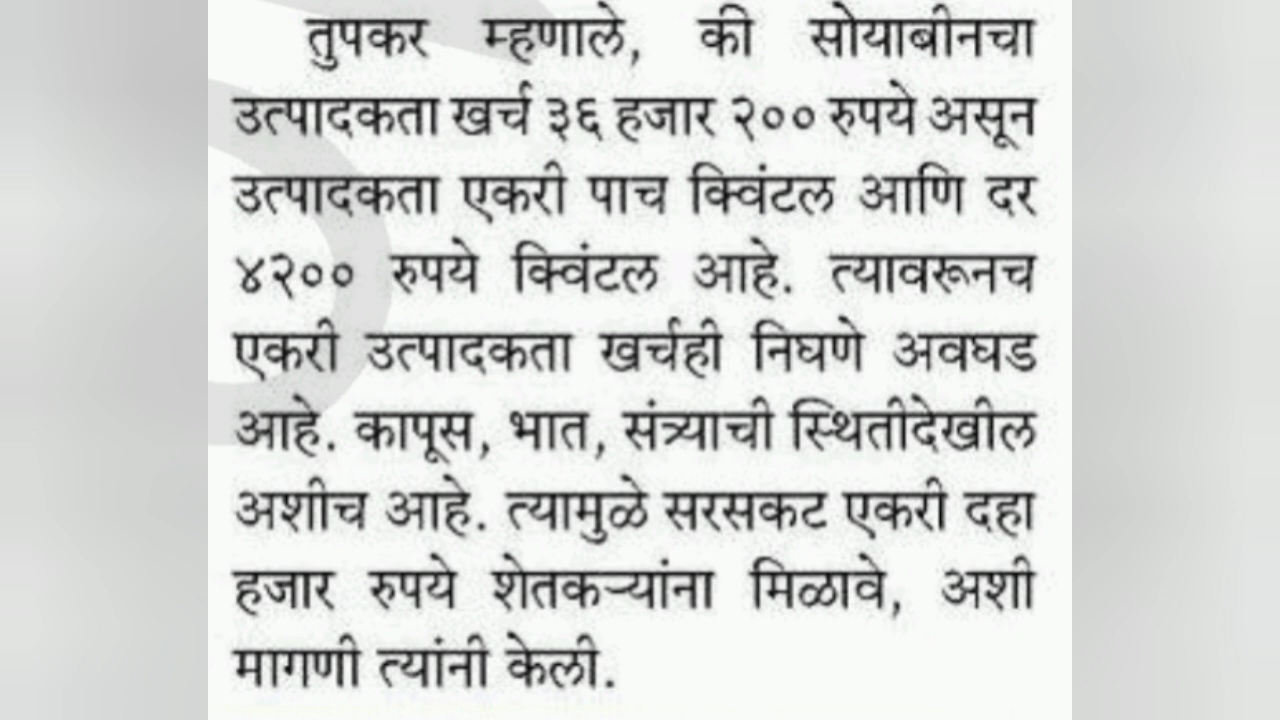 तुपकर म्हणाले, की सोयाबीनचा
उत्पादकता खर्च ३६ हजार २०० रुपये असून
उत्पादकता एकरी पाच क्विंटल आणि दर
४२०० रुपये क्विंटल आहे. त्यावरूनच
एकरी उत्पादकता खर्चही निघणे अवघड
आहे. कापूस, भात, संत्र्याची स्थितीदेखील
अशीच आहे. त्यामुळे सरसकट एकरी दहा
हजार रुपये शेतकऱ्यांना मिळावे, अशी
मागणी त्यांनी केली.